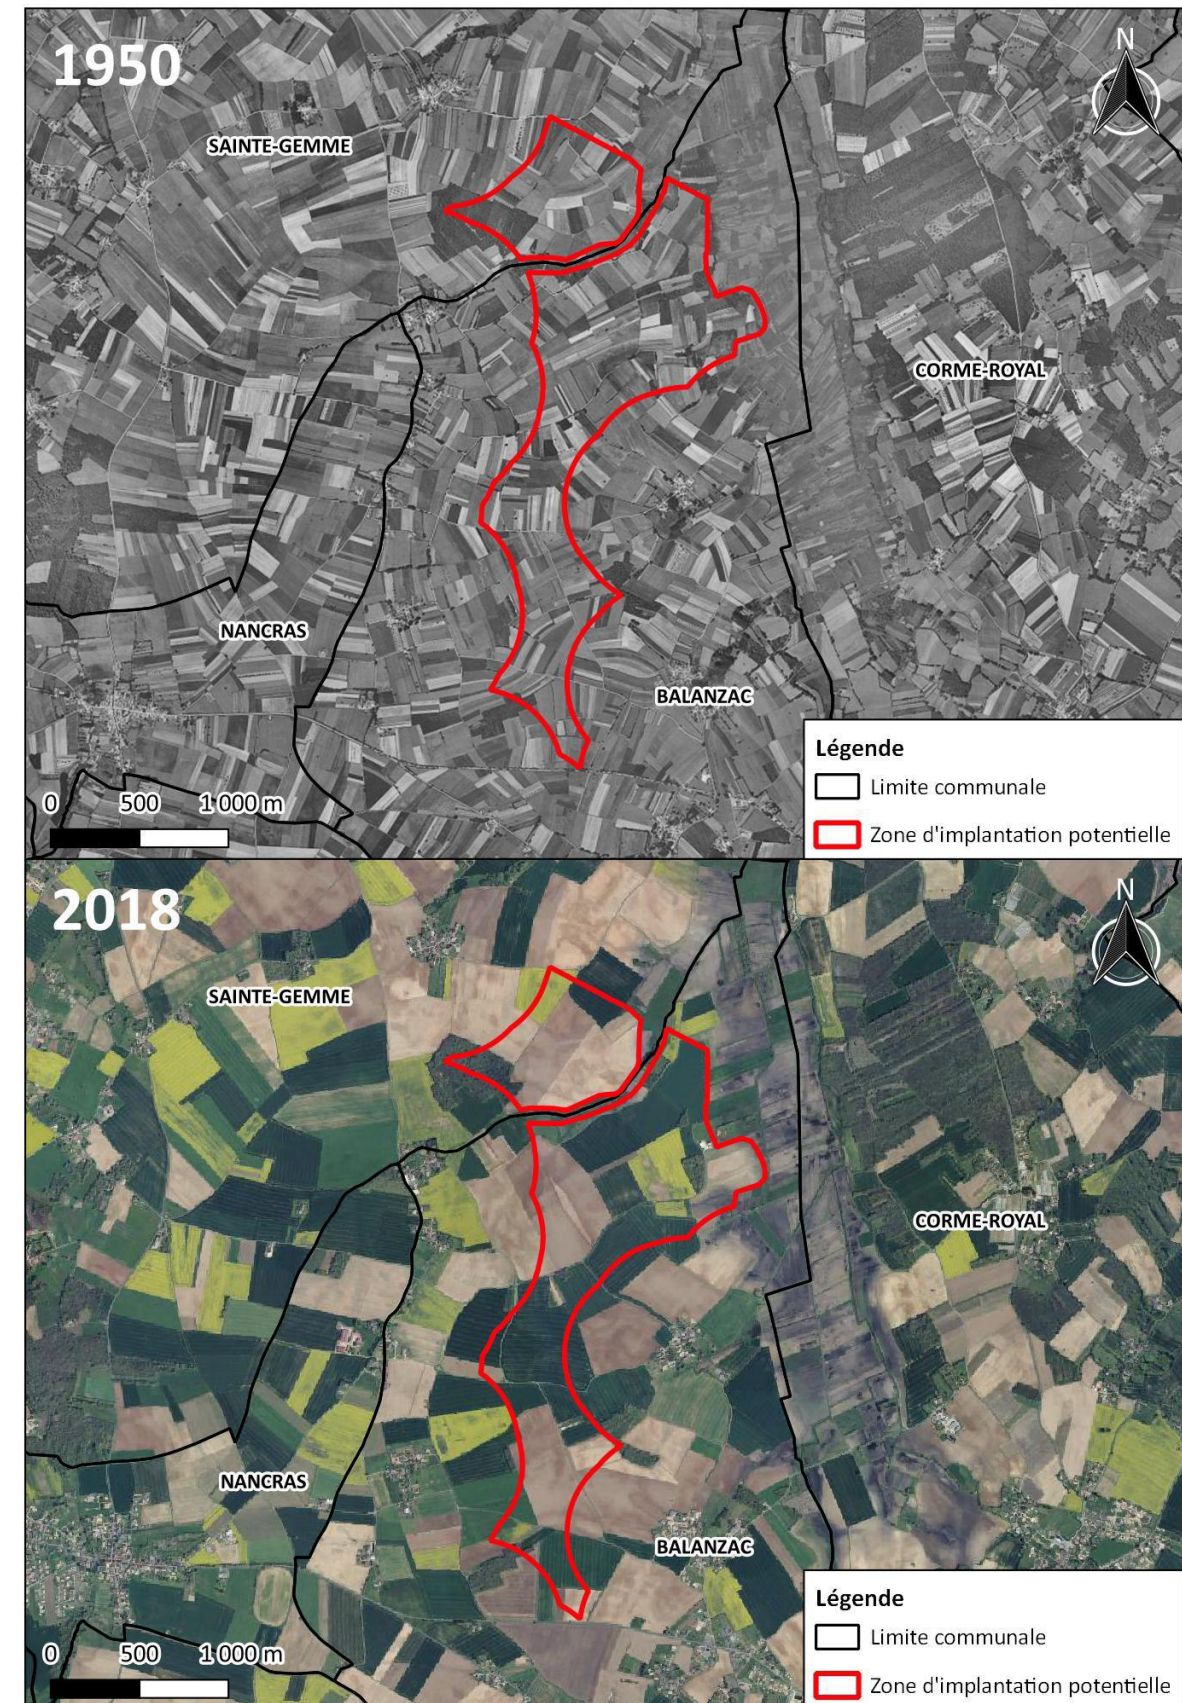 1950
N
SAINTE-GEMME
CORME-ROYAL
NANCRAS
BALANZAC
Légende
Limite communale
Zone d'implantation potentielle
0 500 1 000 m
2018
N
SAINTE-GEMME
CORME-ROYAL
NANCRAS
BALANZAC
Légende
Limite communale
Zone d'implantation potentielle
0 500 1 000 m